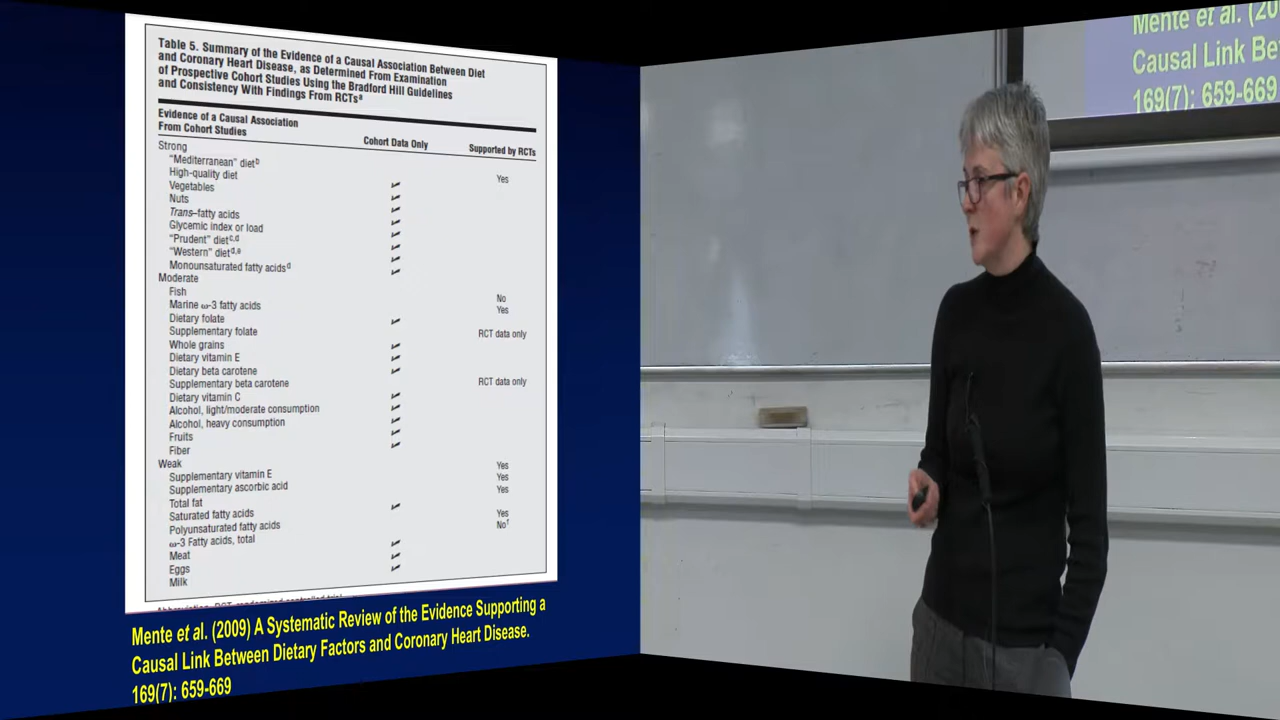 Table 5. Summary of the Evidence of a Causal Association Between Diet
and Coronary Heart Disease, as Determined From Examination
of Prospective Cohort Studies Using the Bradford Hill Guidelines
and Consistency With Findings From RCTsᵃ
Evidence of a Causal Association
From Cohort Studies Cohort Data Only Supported by RCTs
Strong
"Mediterranean" dietᵇ Yes
High-quality diet ✓
Vegetables ✓
Nuts ✓
Trans–fatty acids ✓
Glycemic index or load ✓
"Prudent" dietᶜ,ᵈ ✓
"Western" dietᵈ,ᵉ ✓
Monounsaturated fatty acidsᵈ ✓
Moderate
Fish No
Marine ω-3 fatty acids Yes
Dietary folate ✓
Supplementary folate RCT data only
Whole grains ✓
Dietary vitamin E ✓
Dietary beta carotene ✓
Supplementary beta carotene RCT data only
Dietary vitamin C ✓
Alcohol, light/moderate consumption ✓
Alcohol, heavy consumption ✓
Fruits ✓
Fiber ✓
Weak
Supplementary vitamin E Yes
Supplementary ascorbic acid Yes
Total fat Yes
Saturated fatty acids ✓
Polyunsaturated fatty acids Yes
ω-3 Fatty acids, total Noᶠ
Meat ✓
Eggs ✓
Milk ✓
Mente et al. (2009) A Systematic Review of the Evidence Supporting a
Causal Link Between Dietary Factors and Coronary Heart Disease.
169(7): 659-669
Mente et al. (20
Causal Link Be
169(7): 659-669